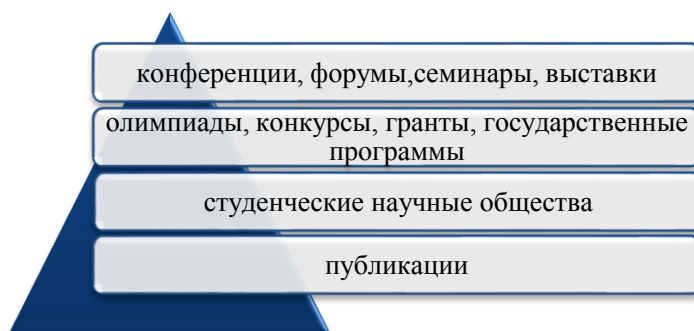 конференции, форумы,семинары, выставки
олимпиады, конкурсы, гранты, государственные
программы
студенческие научные общества
публикации